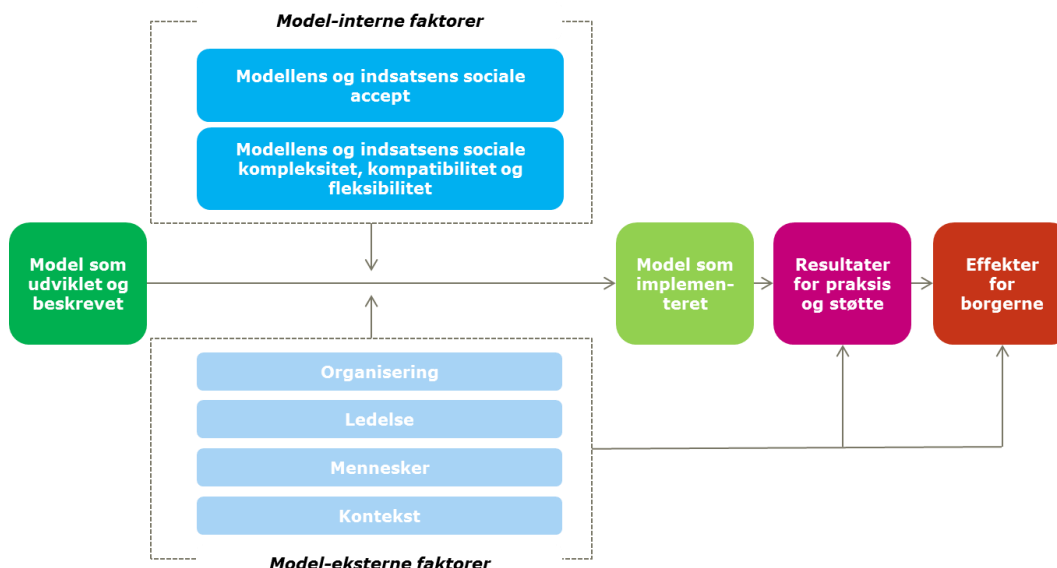 Model-interne faktorer
Modellens og indsatsens sociale
accept
Modellens og indsatsens sociale
kompleksitet, kompatibilitet og
fleksibilitet
Model som
udviklet og
beskrevet
Model som
implemen-
teret
Resultater
for praksis
og støtte
Effekter
for
borgerne
Organisering
Ledelse
Mennesker
Kontekst
Model-eksterne faktorer